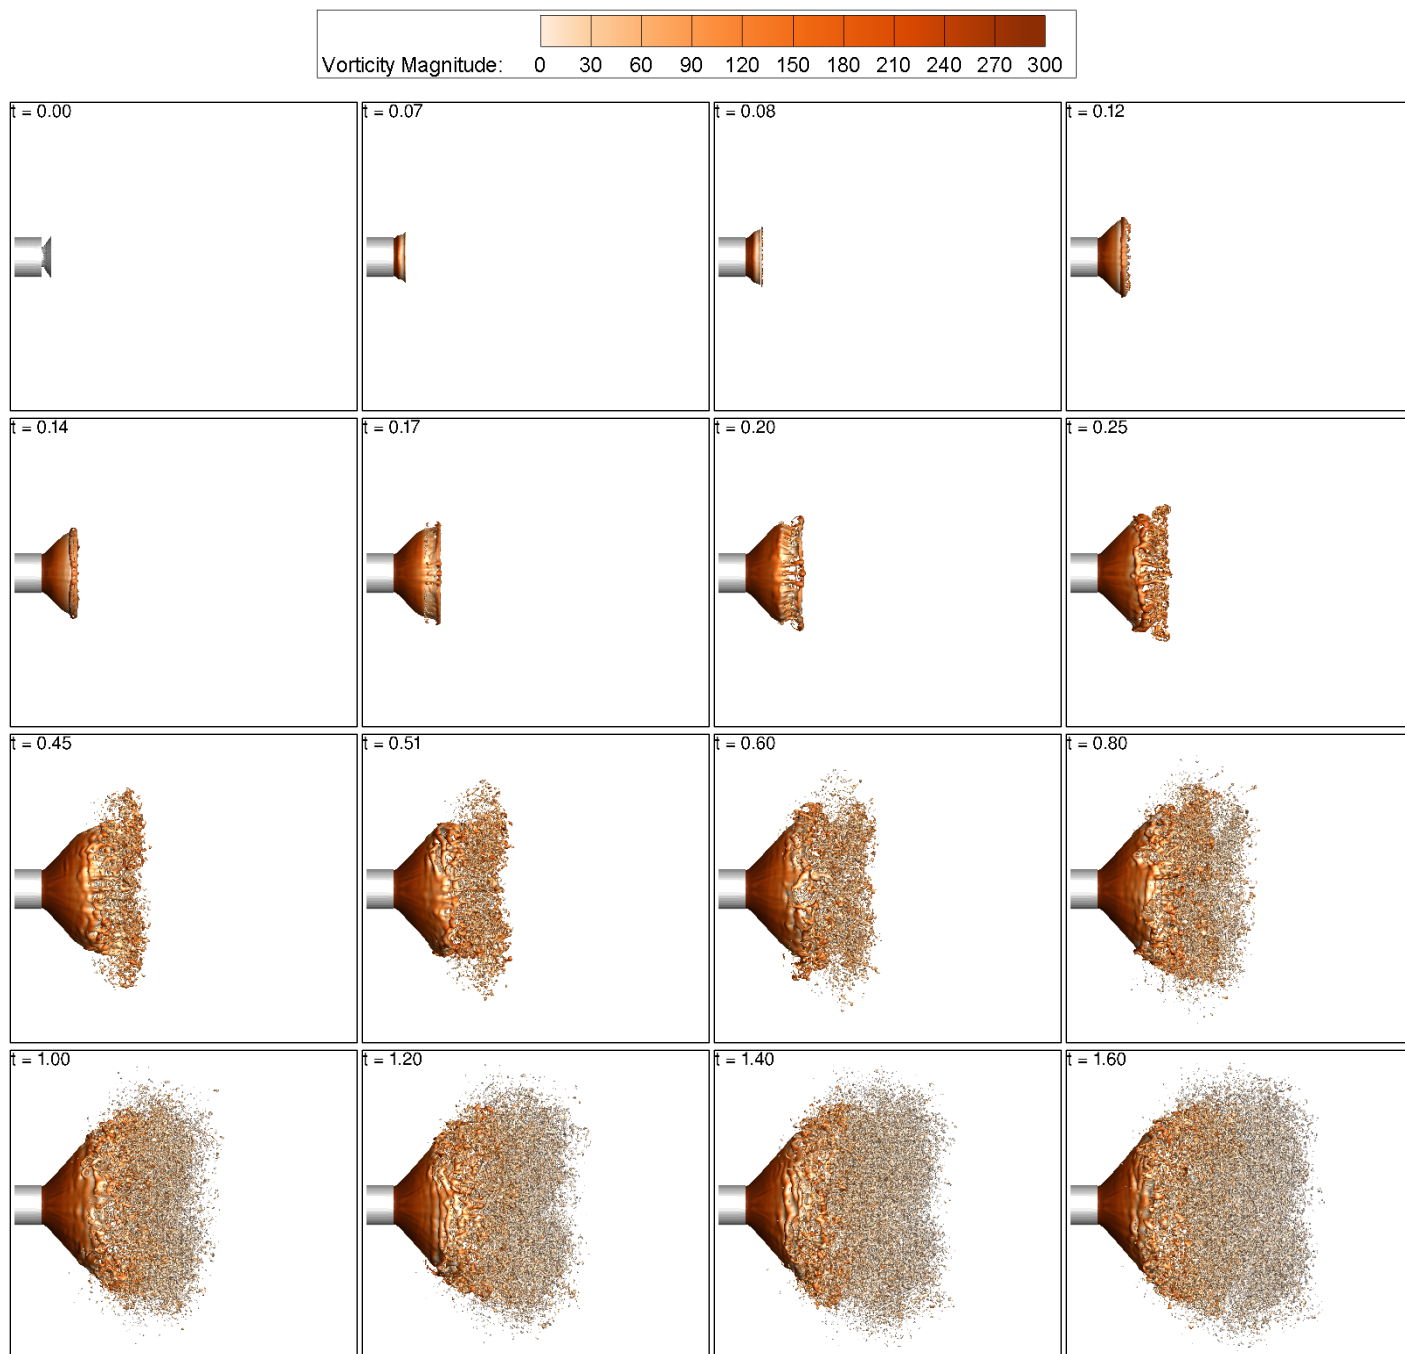 Vorticity Magnitude: 0 30 60 90 120 150 180 210 240 270 300
t = 0.00 t = 0.07 t = 0.08 t = 0.12
t = 0.14 t = 0.17 t = 0.20 t = 0.25
t = 0.45 t = 0.51 t = 0.60 t = 0.80
t = 1.00 t = 1.20 t = 1.40 t = 1.60